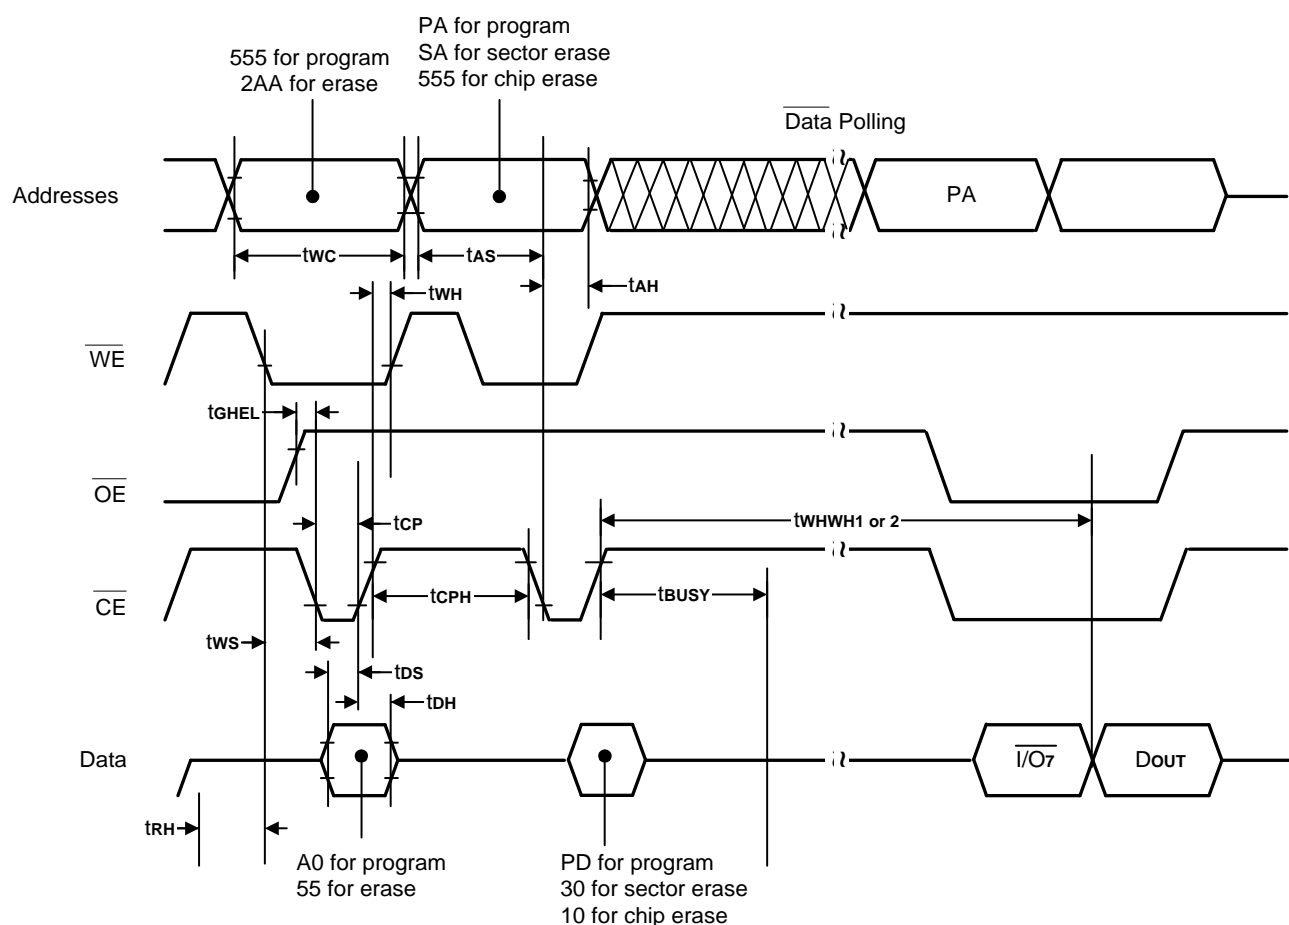 PA for program
SA for sector erase
555 for chip erase
555 for program
2AA for erase
Data Polling
Addresses
PA
tWC
tAS
tAH
tWH
WE
tGHEL
OE
tCP
tWHWH1 or 2
CE
tCPH
tBUSY
tWS
tDS
tDH
Data
I/O7
DOUT
tRH
A0 for program
55 for erase
PD for program
30 for sector erase
10 for chip erase